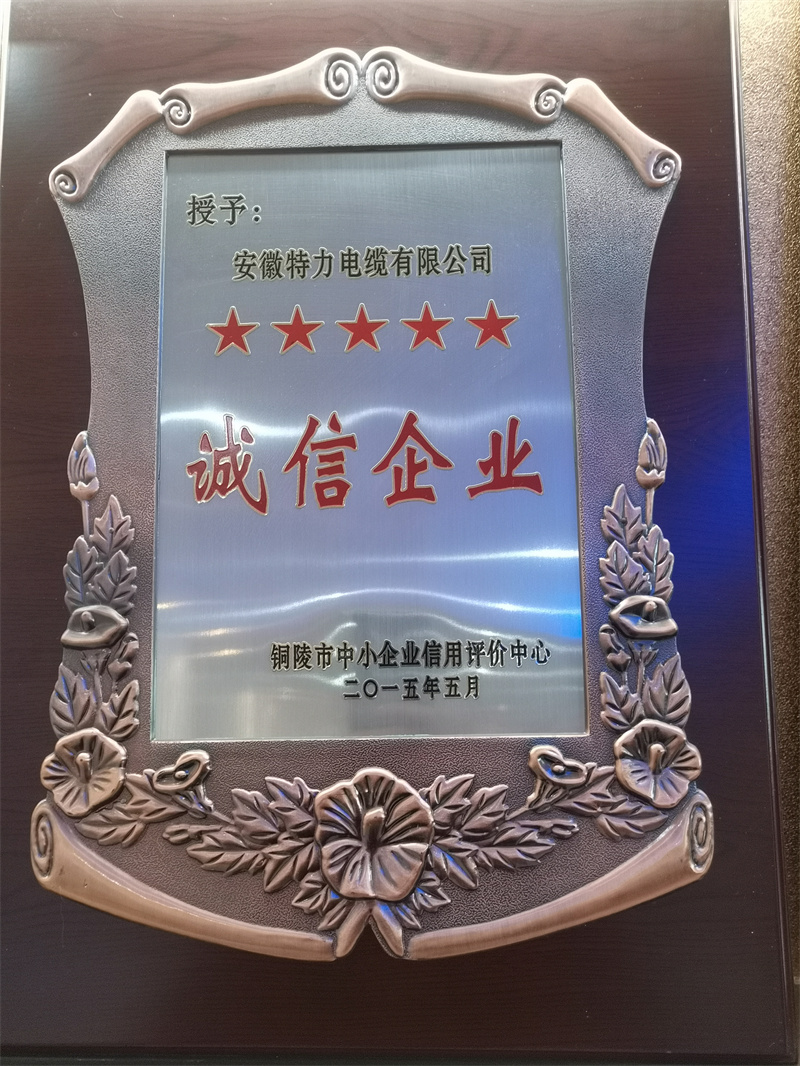 授予：
安徽特力电缆有限公司
★★★★★
诚信企业
铜陵市中小企业信用评价中心
二〇一五年五月